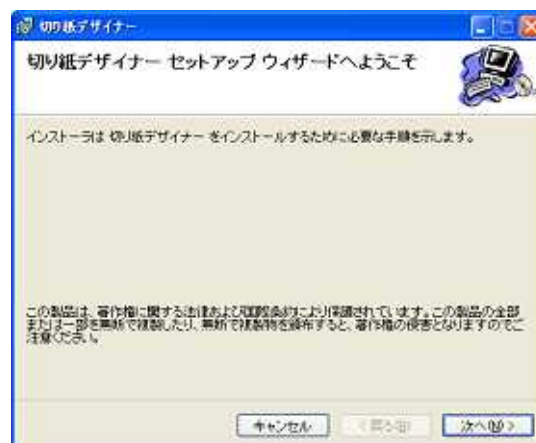 切り紙デザイナー
切り紙デザイナー セットアップ ウィザードへようこそ
インストーラは 切り紙デザイナー をインストールするために必要な手順を示します。
この製品は、著作権に関する法律および国際条約により保護されています。この製品の全部
または一部を無断で複製したり、無断で複製物を頒布すると、著作権の侵害となりますのでご
注意ください。
キャンセル
< 戻る(B)
次へ(N) >